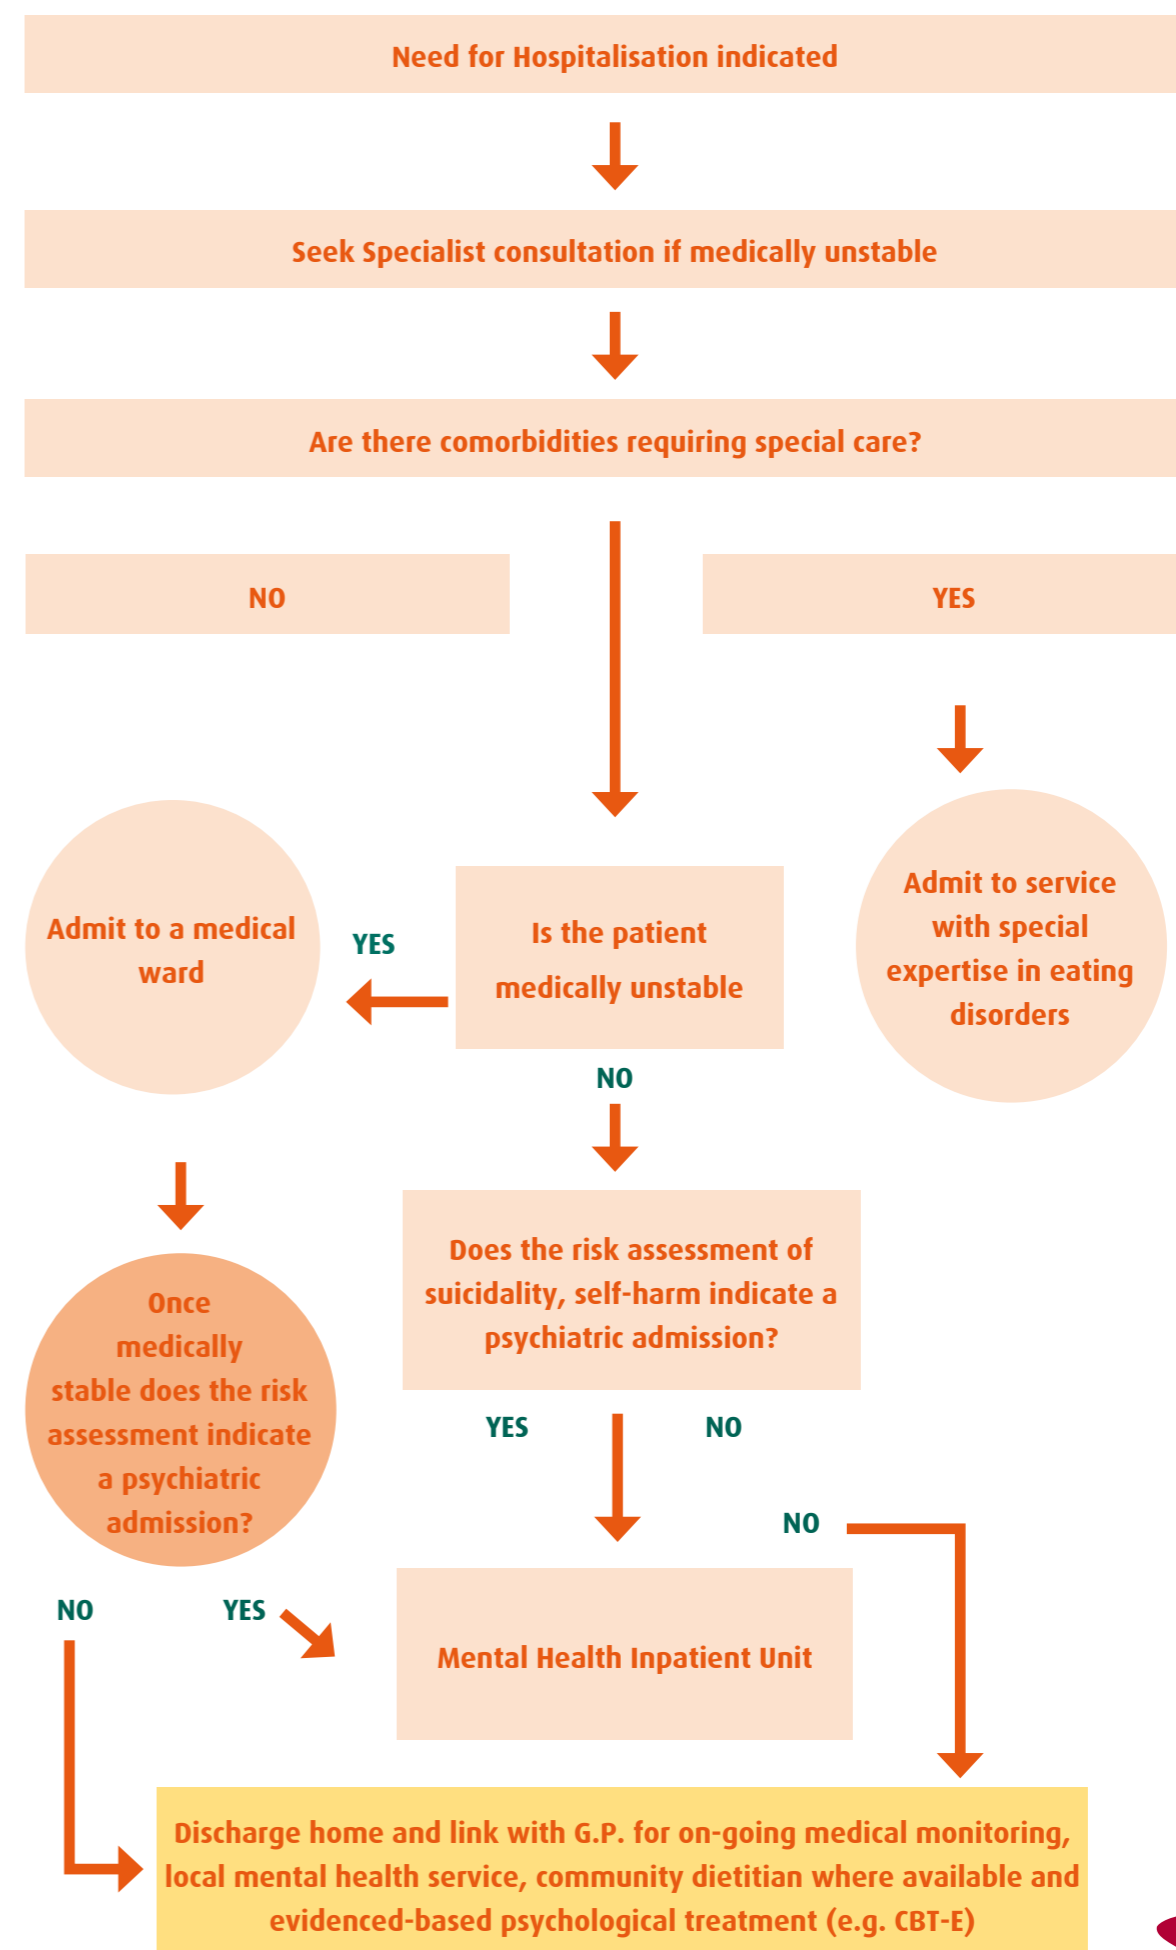 Need for Hospitalisation indicated
Seek Specialist consultation if medically unstable
Are there comorbidities requiring special care?
NO
YES
Admit to a medical
ward
YES
Is the patient
medically unstable
Admit to service
with special
expertise in eating
disorders
NO
Does the risk assessment of
suicidality, self-harm indicate a
psychiatric admission?
Once
medically
stable does the risk
assessment indicate
a psychiatric
admission?
YES
NO
NO
NO
YES
Mental Health Inpatient Unit
Discharge home and link with G.P. for on-going medical monitoring,
local mental health service, community dietitian where available and
evidenced-based psychological treatment (e.g. CBT-E)